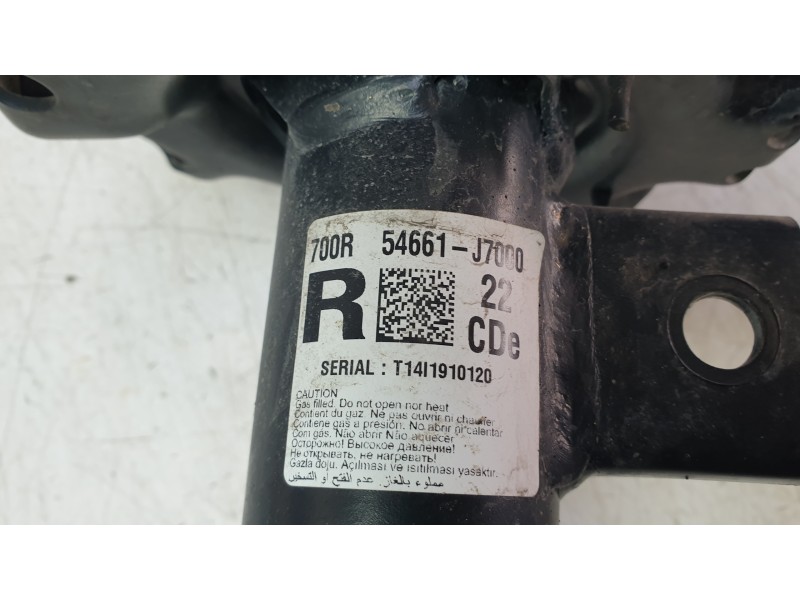 700R 54661-J7000
R 22
CDe
SERIAL : T14I1910120
CAUTION
Gas filled. Do not open nor heat
Contient du gaz. Ne pas ouvrir ni chauffer
Contiene gas a presión. No abrir ni calentar
Com gás. Não abrir Não aquecer
Осторожно! Высокое давление!
Не открывать, не нагревать!
Gazla dolu. Açılması ve ısıtılması yasaktır.
مملوء بالغاز. عدم الفتح او التسخين